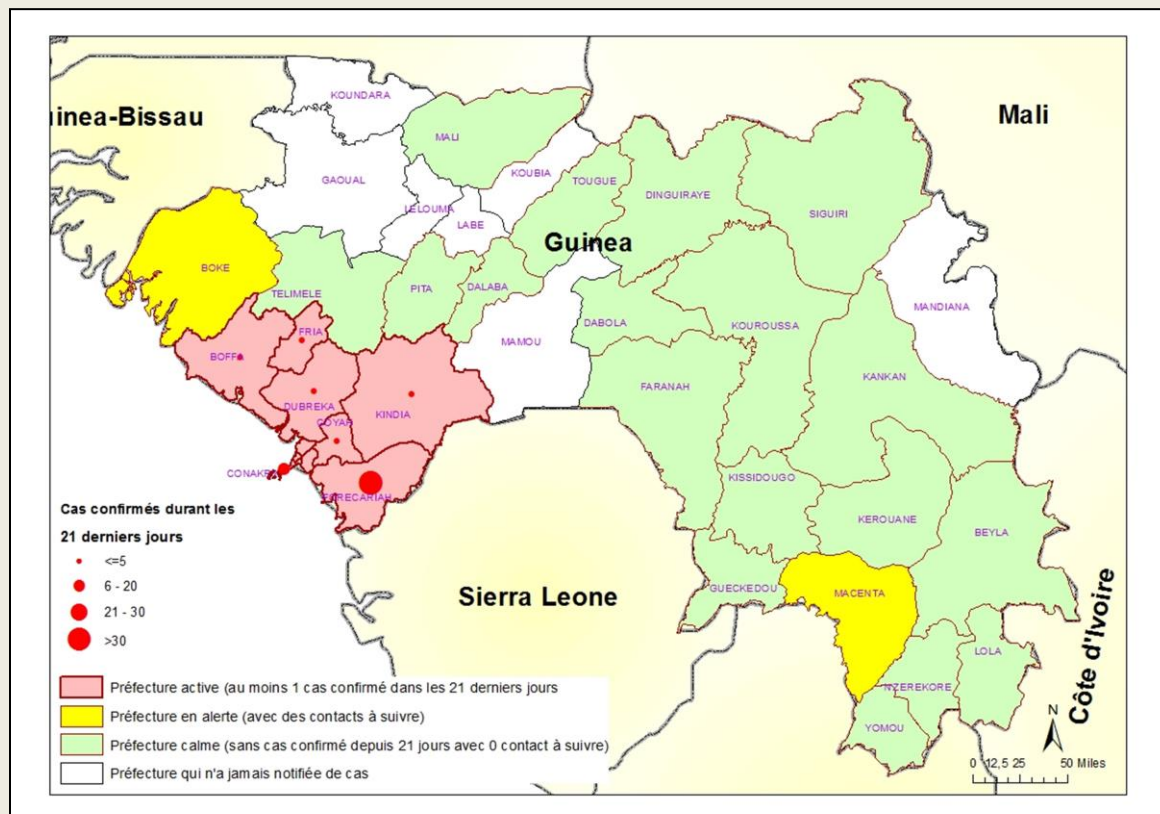 uinea-Bissau
Mali
KOUNDARA
MALI
GAOUAL
KOUBIA
TOUGUE
LELOUMA
LABE
DINGUIRAYE
SIGUIRI
Guinea
BOKE
TELIMELE
PITA
DALABA
MANDIANA
DABOLA
KOUROUSSA
FRIA
MAMOU
BOFFA
KANKAN
FARANAH
DUBREKA
KINDIA
COYAH
CONAKRY
FORECARIAH
KISSIDOUGO
KEROUANE
BEYLA
GUECKEDOU
MACENTA
Sierra Leone
LOLA
N'ZEREKORE
YOMOU
Côte d'Ivoire
Cas confirmés durant les
21 derniers jours
<=5
6 - 20
21 - 30
>30
Préfecture active (au moins 1 cas confirmé dans les 21 derniers jours
Préfecture en alerte (avec des contacts à suivre)
Préfecture calme (sans cas confirmé depuis 21 jours avec 0 contact à suivre)
Préfecture qui n'a jamais notifiée de cas
N
0 12,5 25 50 Miles